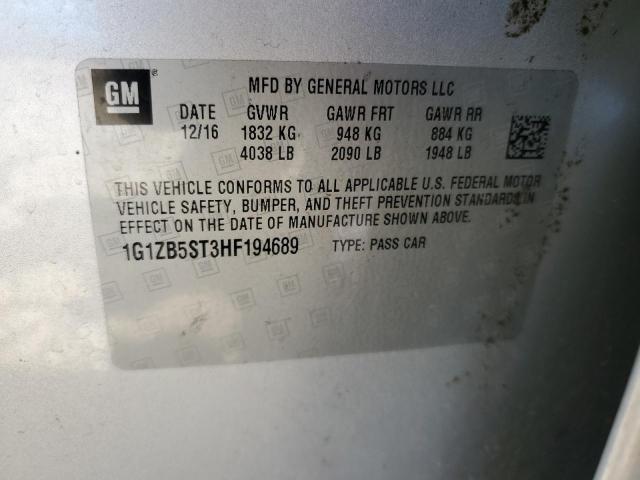 GM
MFD BY GENERAL MOTORS LLC
DATE GVWR GAWR FRT GAWR RR
12/16 1832 KG 948 KG 884 KG
4038 LB 2090 LB 1948 LB
THIS VEHICLE CONFORMS TO ALL APPLICABLE U.S. FEDERAL MOTOR
VEHICLE SAFETY, BUMPER, AND THEFT PREVENTION STANDARDS IN
EFFECT ON THE DATE OF MANUFACTURE SHOWN ABOVE.
1G1ZB5ST3HF194689 TYPE: PASS CAR